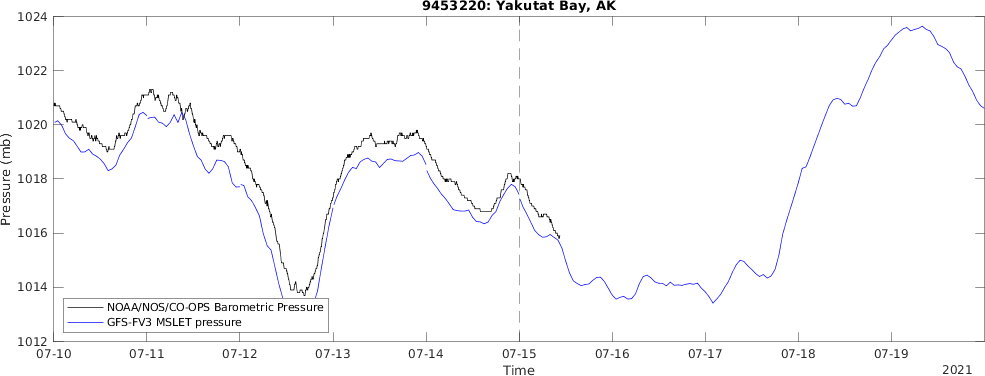 9453220: Yakutat Bay, AK
1024
1022
1020
1018
1016
1014
1012
Pressure (mb)
NOAA/NOS/CO-OPS Barometric Pressure
GFS-FV3 MSLET pressure
07-10 07-11 07-12 07-13 07-14 07-15 07-16 07-17 07-18 07-19
Time
2021